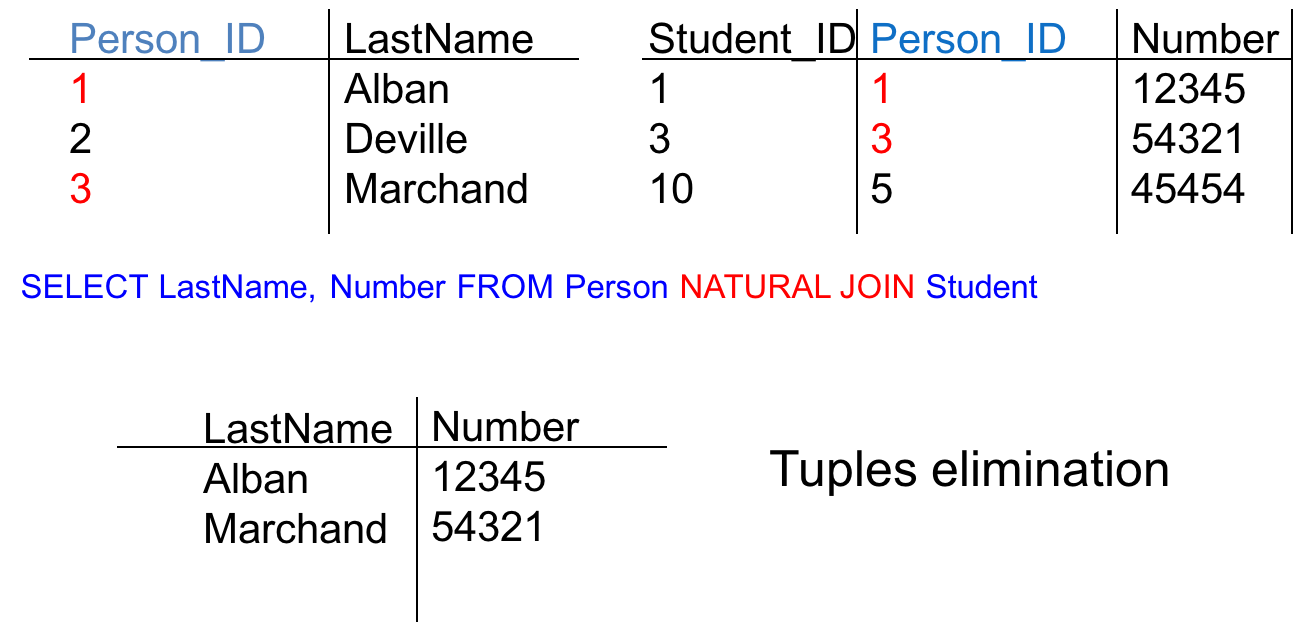 Person_ID LastName Student_ID Person_ID Number
1 Alban 1 1 12345
2 Deville 3 3 54321
3 Marchand 10 5 45454
SELECT LastName, Number FROM Person NATURAL JOIN Student
LastName Number
Alban 12345
Marchand 54321
Tuples elimination